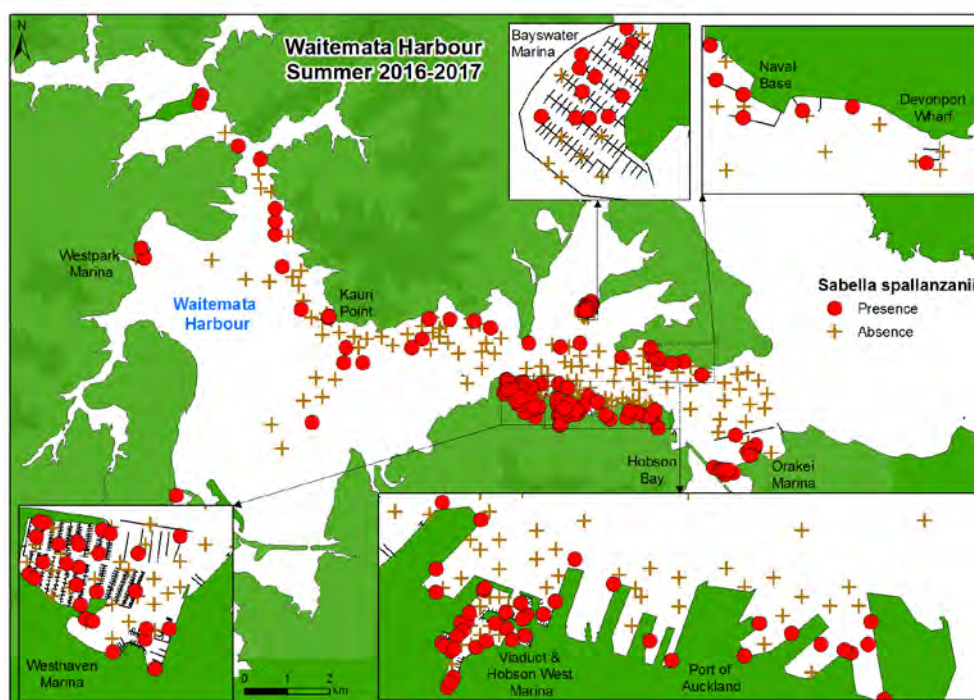 N
Waitemata Harbour
Summer 2016-2017
Bayswater
Marina
Naval
Base
Devonport
Wharf
Westpark
Marina
Waitemata
Harbour
Kauri
Point
Sabella spallanzanii
Presence
Absence
Hobson
Bay
Orakei
Marina
Westhaven
Marina
0 1 2
km
Viaduct &
Hobson West
Marina
Port of
Auckland